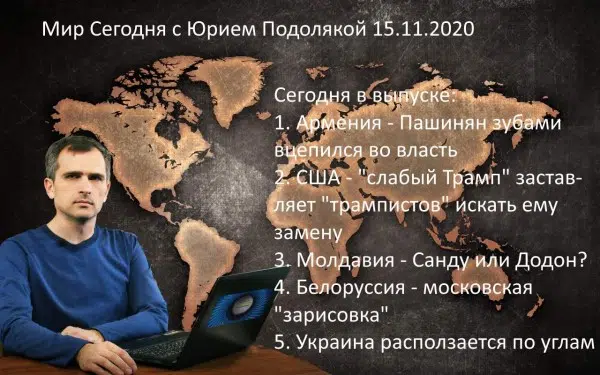 Мир Сегодня с Юрием Подолякой 15.11.2020
Сегодня в выпуске:
1. Армения - Пашинян зубами
вцепился во власть
2. США - "слабый Трамп" застав-
ляет "трампистов" искать ему
замену
3. Молдавия - Санду или Додон?
4. Белоруссия - московская
"зарисовка"
5. Украина расползается по углам